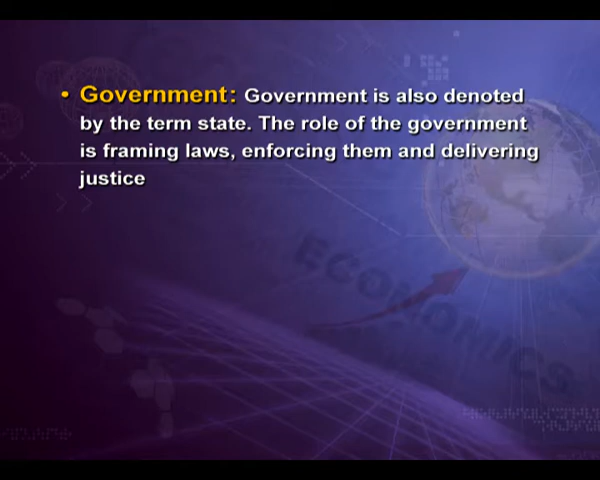 • Government: Government is also denoted
by the term state. The role of the government
is framing laws, enforcing them and delivering
justice
ECONOMICS